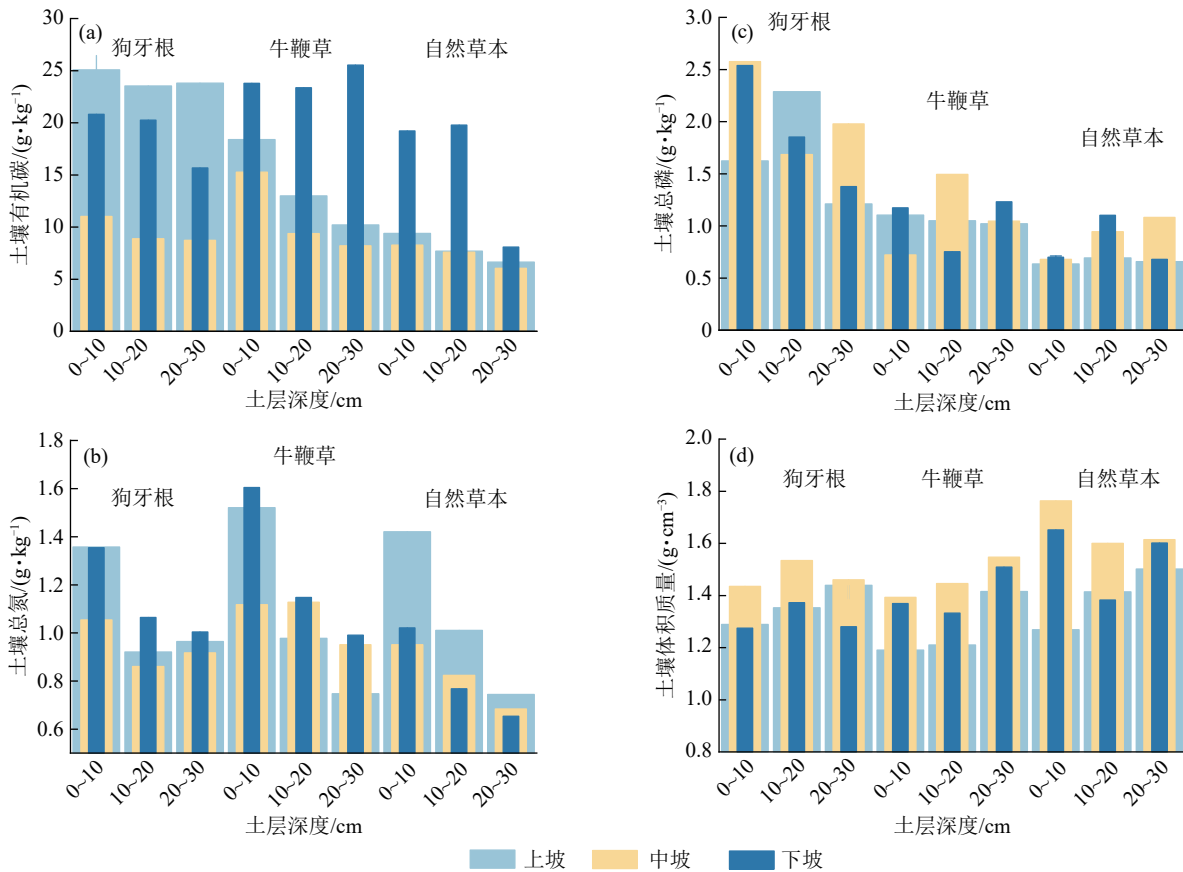 (a)
狗牙根
牛鞭草
自然草本
土壤有机碳/(g•kg⁻¹)
30
25
20
15
10
5
0
0~10
10~20
20~30
0~10
10~20
20~30
0~10
10~20
20~30
土层深度/cm
(c)
狗牙根
牛鞭草
自然草本
土壤总磷/(g•kg⁻¹)
3.0
2.5
2.0
1.5
1.0
0.5
0
0~10
10~20
20~30
0~10
10~20
20~30
0~10
10~20
20~30
土层深度/cm
(b)
狗牙根
牛鞭草
自然草本
土壤总氮/(g•kg⁻¹)
1.8
1.6
1.4
1.2
1.0
0.8
0.6
0~10
10~20
20~30
0~10
10~20
20~30
0~10
10~20
20~30
土层深度/cm
(d)
狗牙根
牛鞭草
自然草本
土壤体积质量/(g•cm⁻³)
2.0
1.8
1.6
1.4
1.2
1.0
0.8
0~10
10~20
20~30
0~10
10~20
20~30
0~10
10~20
20~30
土层深度/cm
上坡 中坡 下坡